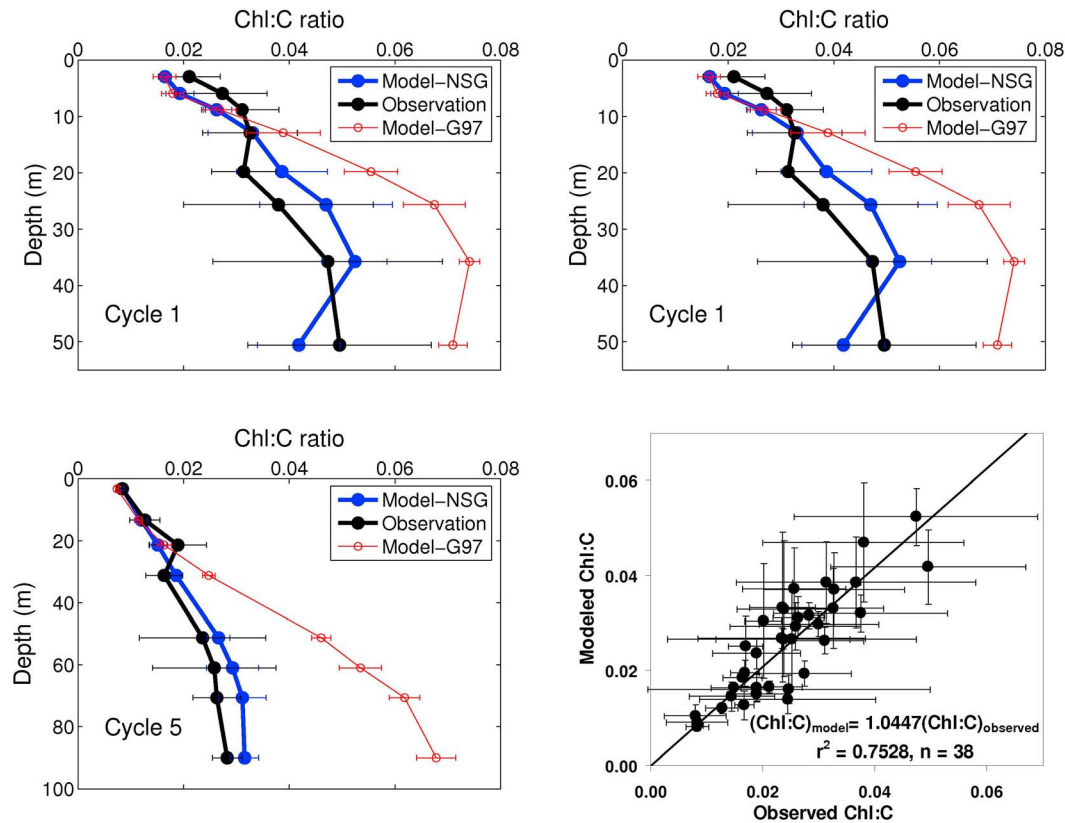 Chl:C ratio
0 0.02 0.04 0.06 0.08
0
10
20
30
40
50
Depth (m)
Model-NSG
Observation
Model-G97
Cycle 1
Chl:C ratio
0 0.02 0.04 0.06 0.08
0
10
20
30
40
50
Depth (m)
Model-NSG
Observation
Model-G97
Cycle 1
Chl:C ratio
0 0.02 0.04 0.06 0.08
0
20
40
60
80
100
Depth (m)
Model-NSG
Observation
Model-G97
Cycle 5
0.06
0.04
0.02
0.00
Modeled Chl:C
(Chl:C)model= 1.0447(Chl:C)observed
r² = 0.7528, n = 38
0.00 0.02 0.04 0.06
Observed Chl:C